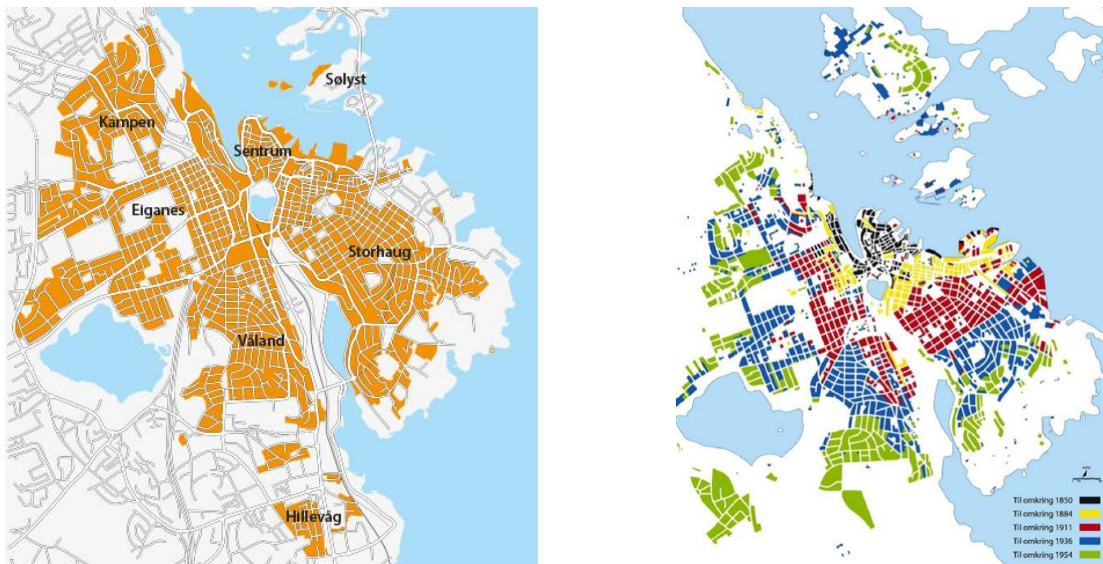 Sølyst
Kampen
Sentrum
Eiganes
Storhaug
Våland
Hillevåg
Til omkring 1850
Til omkring 1884
Til omkring 1911
Til omkring 1936
Til omkring 1954